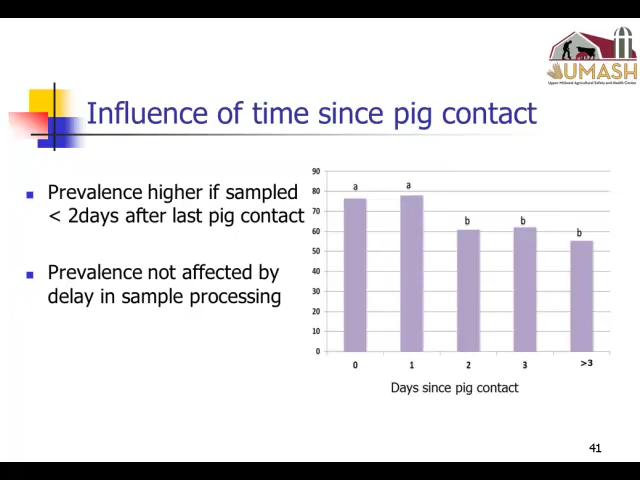 UMASH
Upper Midwest Agricultural Safety and Health Center
Influence of time since pig contact
Prevalence higher if sampled
< 2days after last pig contact
Prevalence not affected by
delay in sample processing
90
80
70
60
50
40
30
20
10
0
a
a
b
b
b
0
1
2
3
>3
Days since pig contact
41